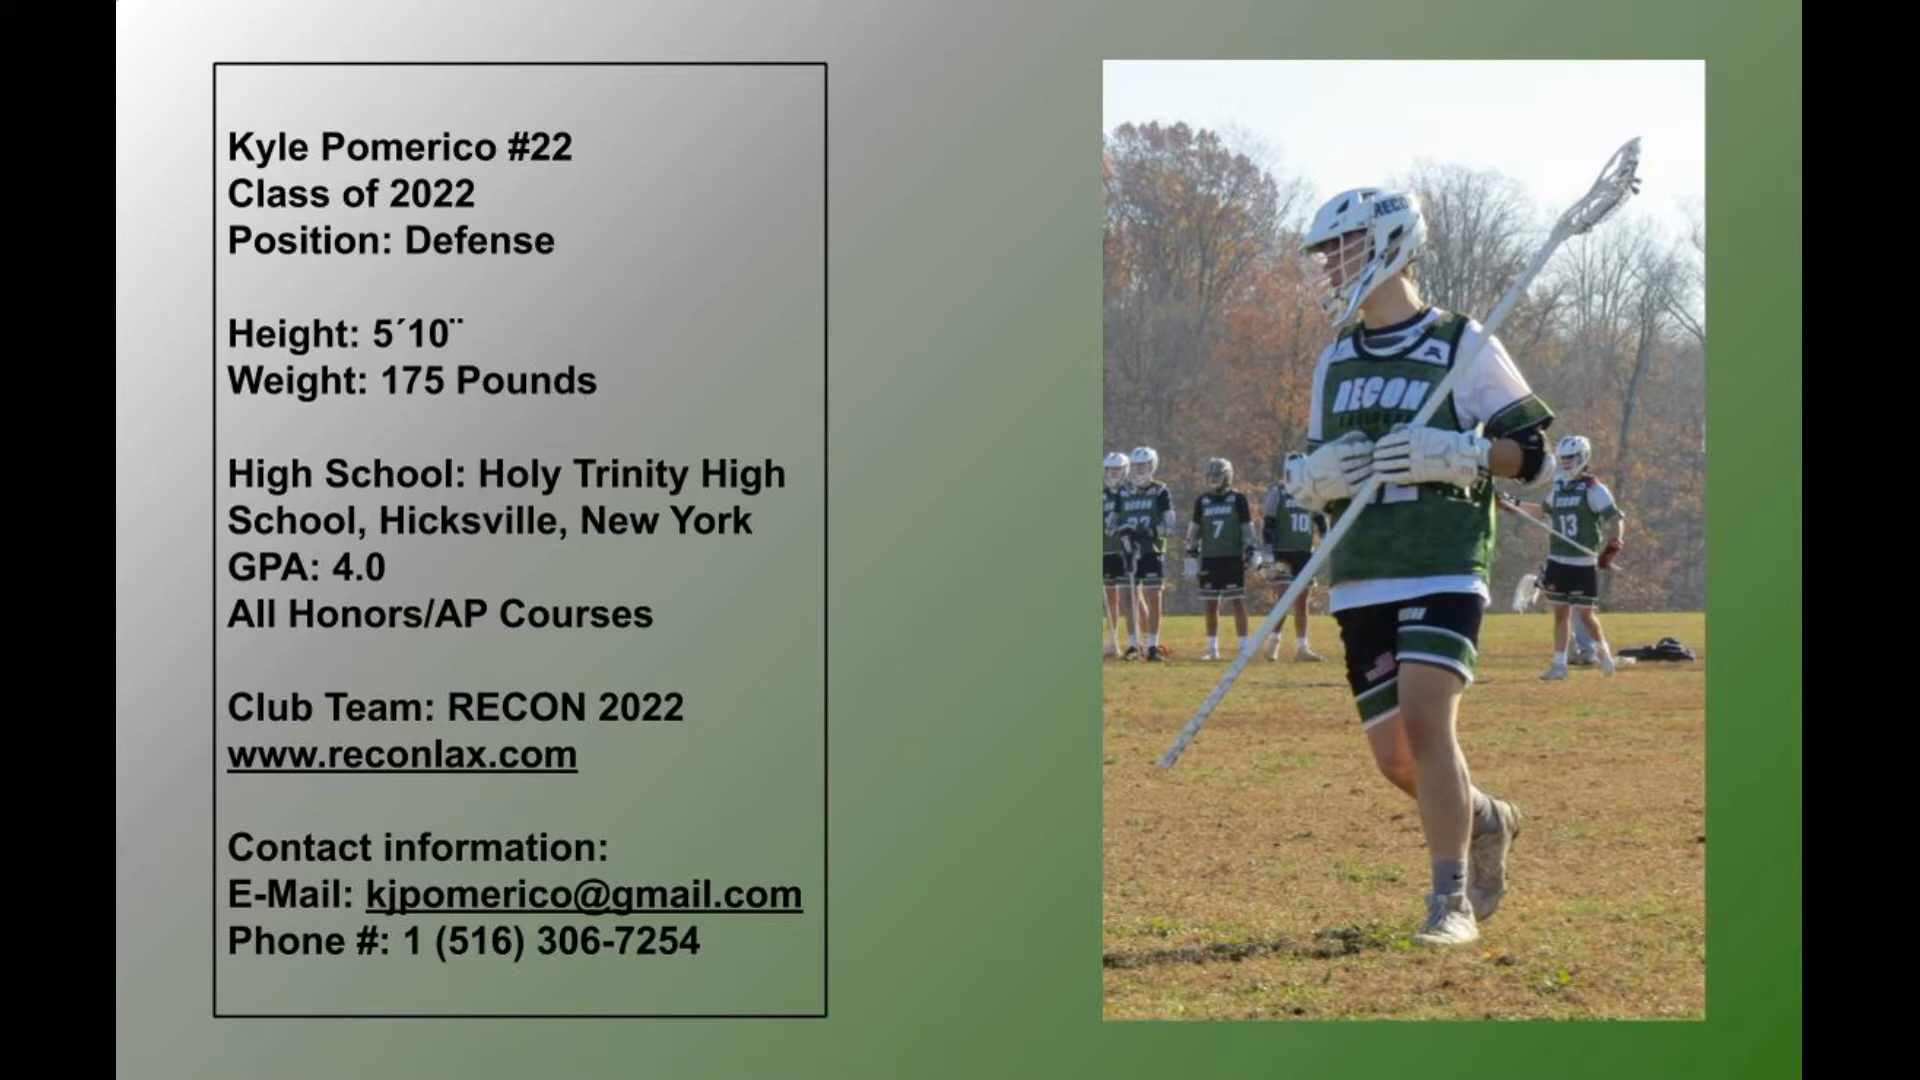 Kyle Pomerico #22
Class of 2022
Position: Defense
Height: 5´10¨
Weight: 175 Pounds
High School: Holy Trinity High
School, Hicksville, New York
GPA: 4.0
All Honors/AP Courses
Club Team: RECON 2022
www.reconlax.com
Contact information:
E-Mail: kjpomerico@gmail.com
Phone #: 1 (516) 306-7254
RECO
RECON
RECON
7
10
RECON
13